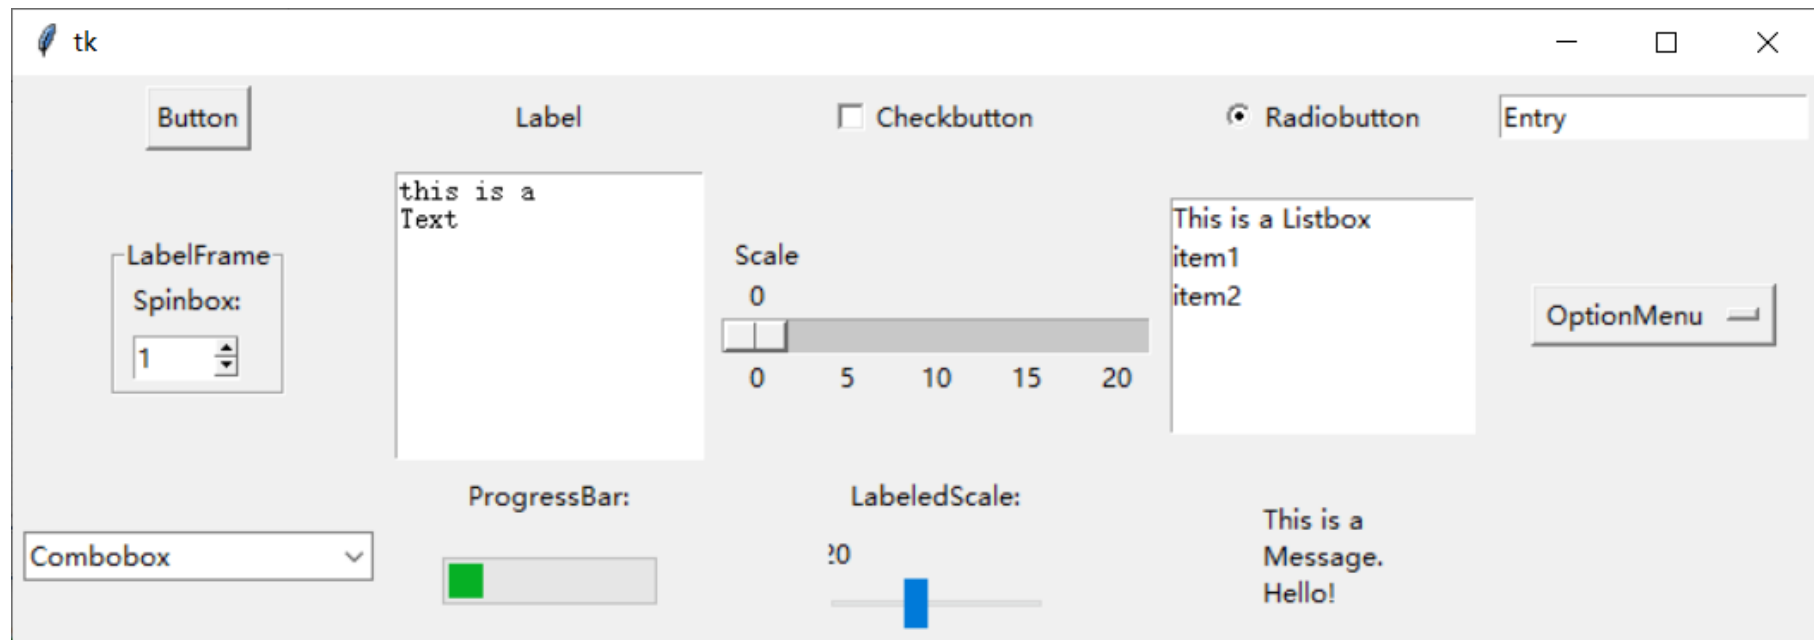 tk
Button
Label
Checkbutton
Radiobutton
Entry
LabelFrame
Spinbox:
1
this is a
Text
Scale
0
0 5 10 15 20
This is a Listbox
item1
item2
OptionMenu
Combobox
ProgressBar:
LabeledScale:
20
This is a
Message.
Hello!